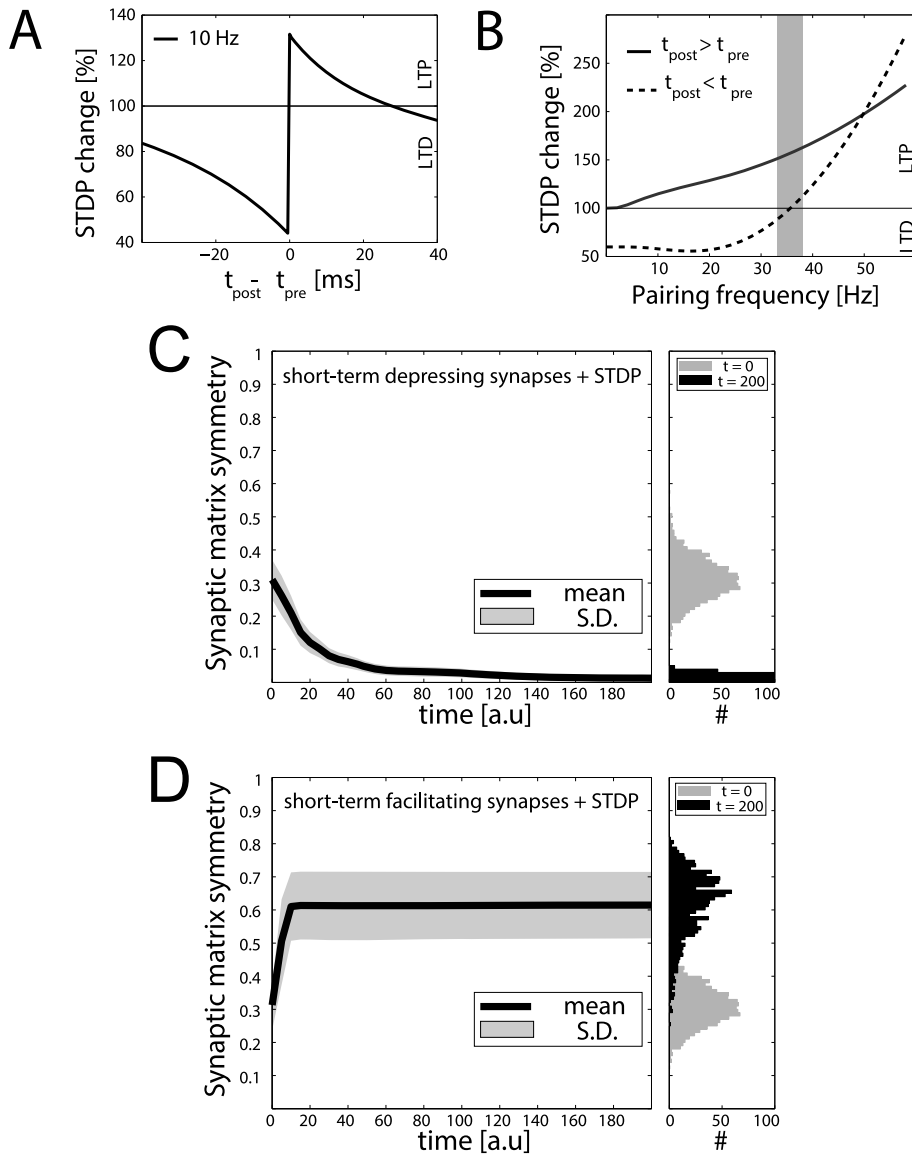 A
STDP change [%]
140
120
100
80
60
40
10 Hz
LTP
LTD
−20
0
20
40
t post- t pre [ms]
B
STDP change [%]
250
200
150
100
50
t post > t pre
t post < t pre
LTP
LTD
10
20
30
40
50
Pairing frequency [Hz]
C
Synaptic matrix symmetry
1
0.9
0.8
0.7
0.6
0.5
0.4
0.3
0.2
0.1
short-term depressing synapses + STDP
mean
S.D.
0 20 40 60 80 100 120 140 160 180
time [a.u]
t = 0
t = 200
0 50 100
#
D
Synaptic matrix symmetry
1
0.9
0.8
0.7
0.6
0.5
0.4
0.3
0.2
0.1
short-term facilitating synapses + STDP
mean
S.D.
0 20 40 60 80 100 120 140 160 180
time [a.u]
t = 0
t = 200
0 50 100
#